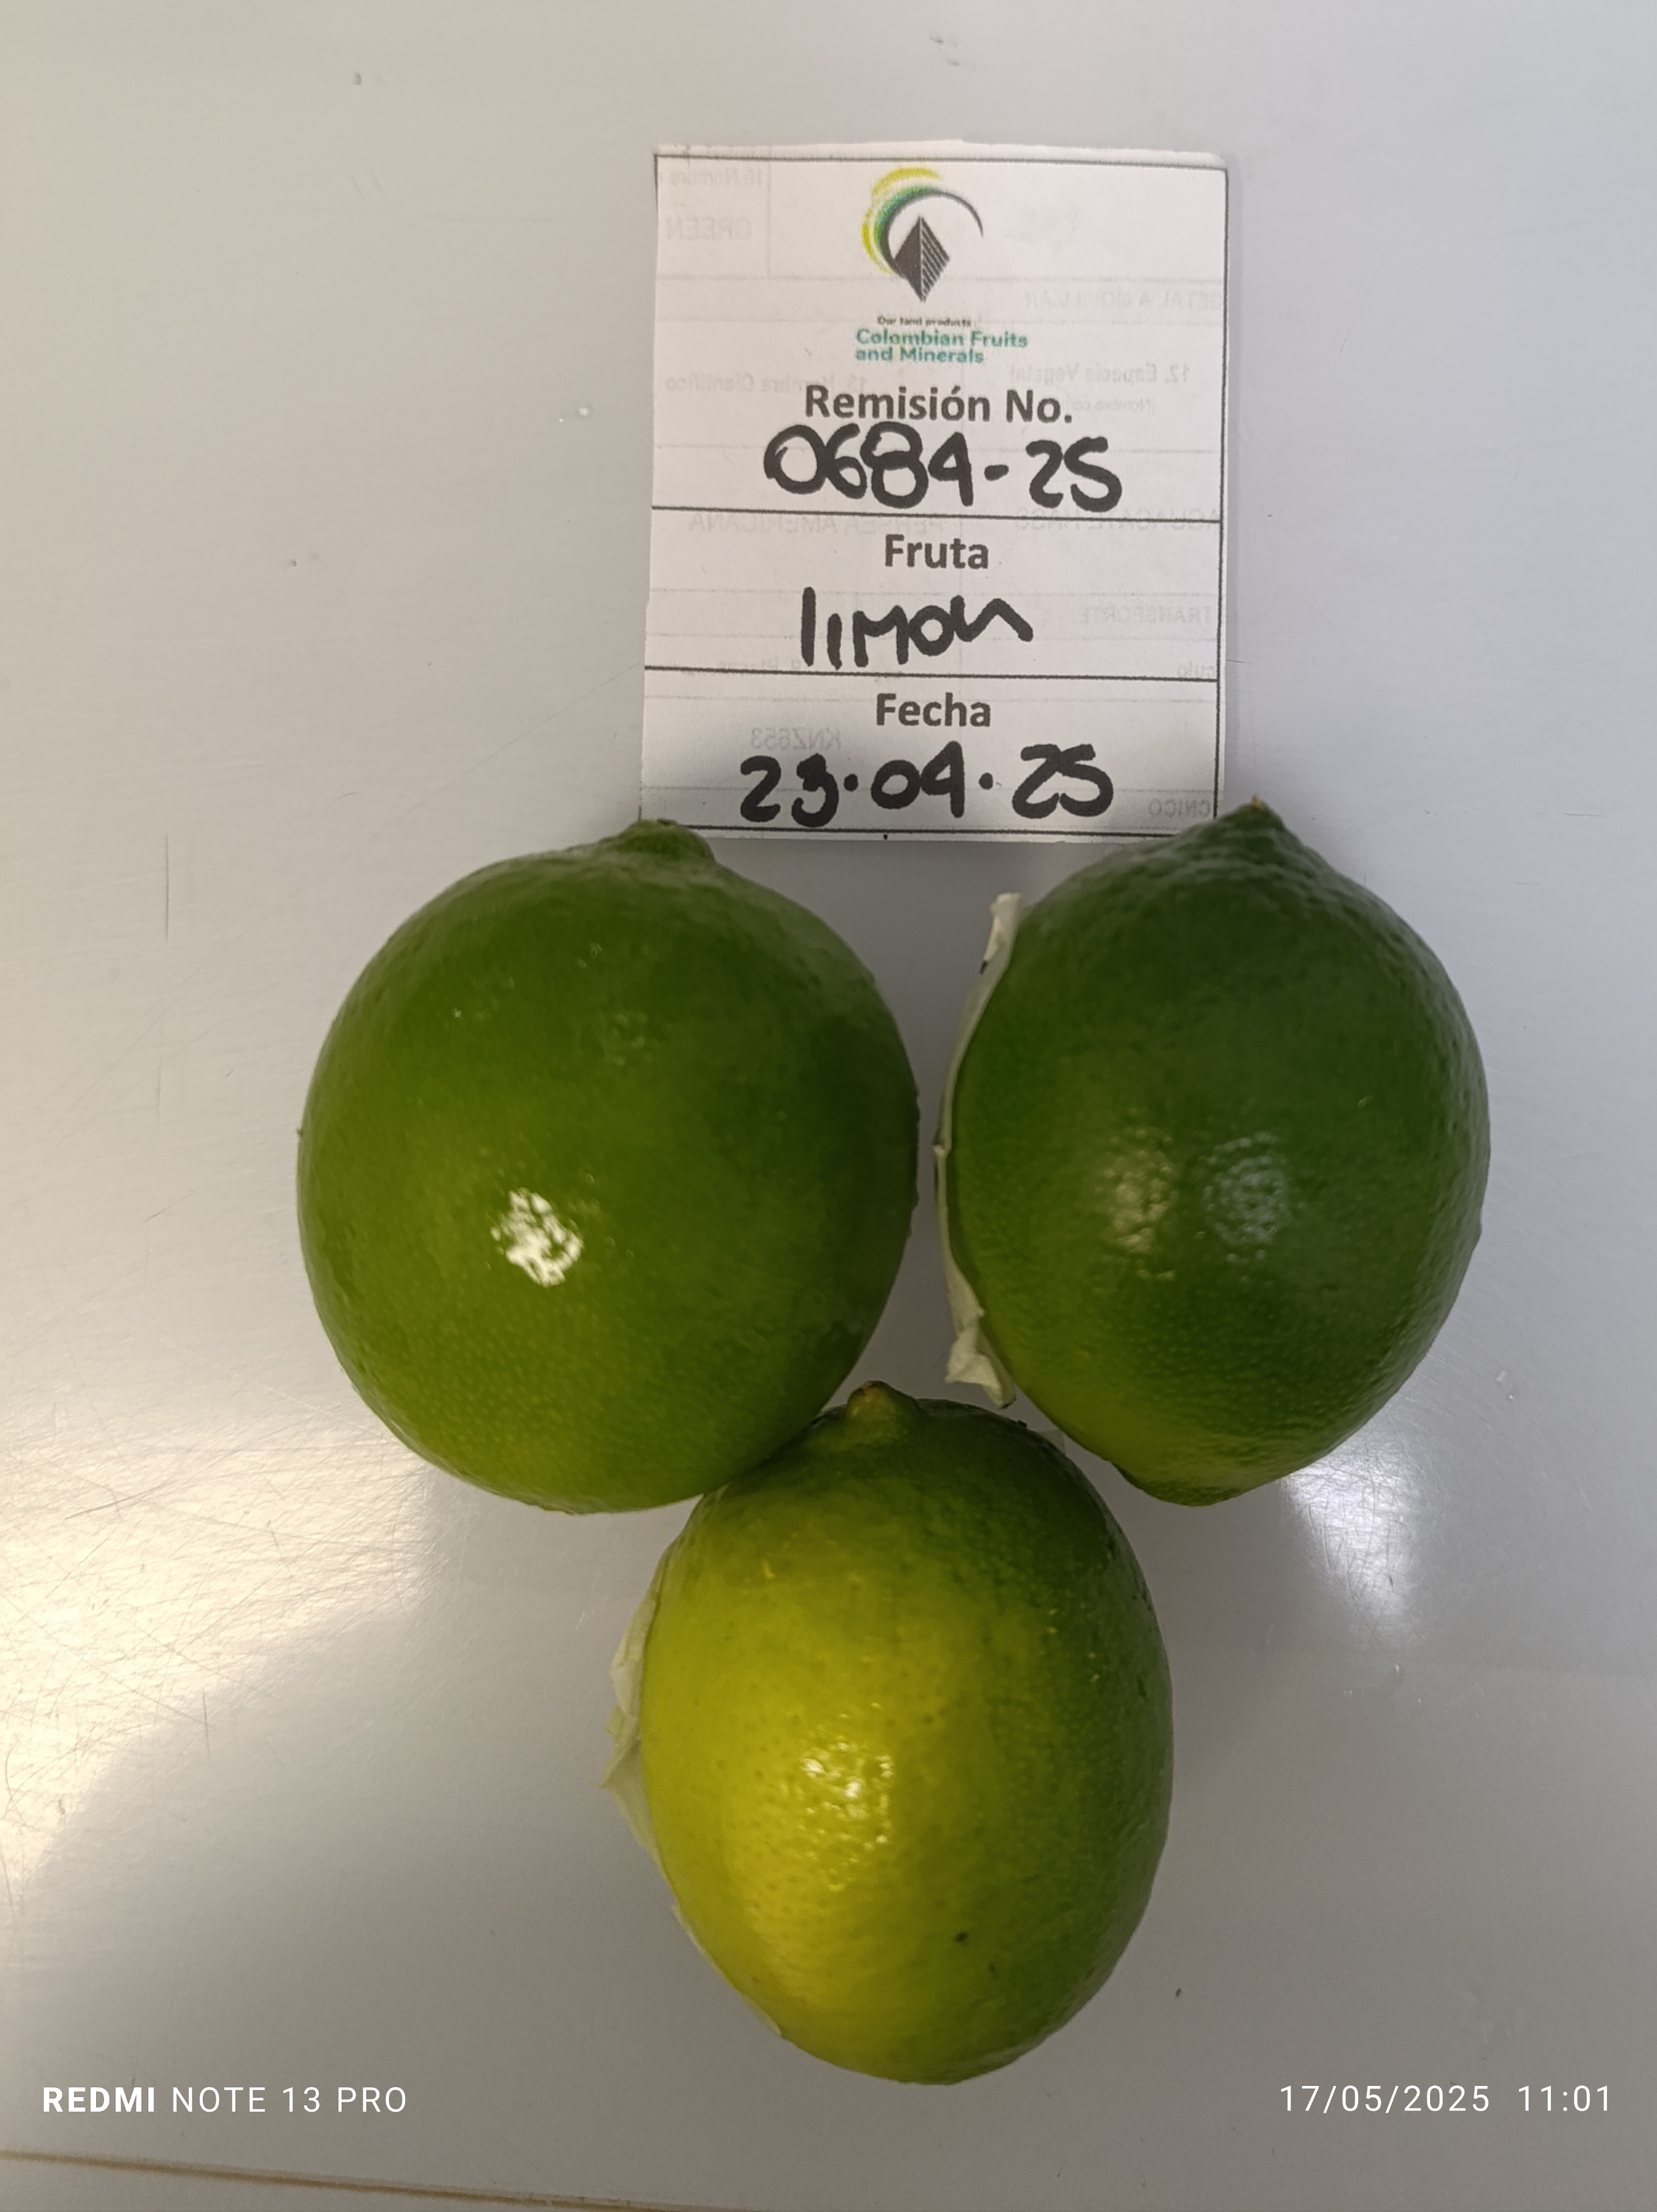 Our land products
Colombian Fruits
and Minerals
Remisión No.
0684-25
Fruta
limon
Fecha
23.04.25
REDMI NOTE 13 PRO
17/05/2025 11:01